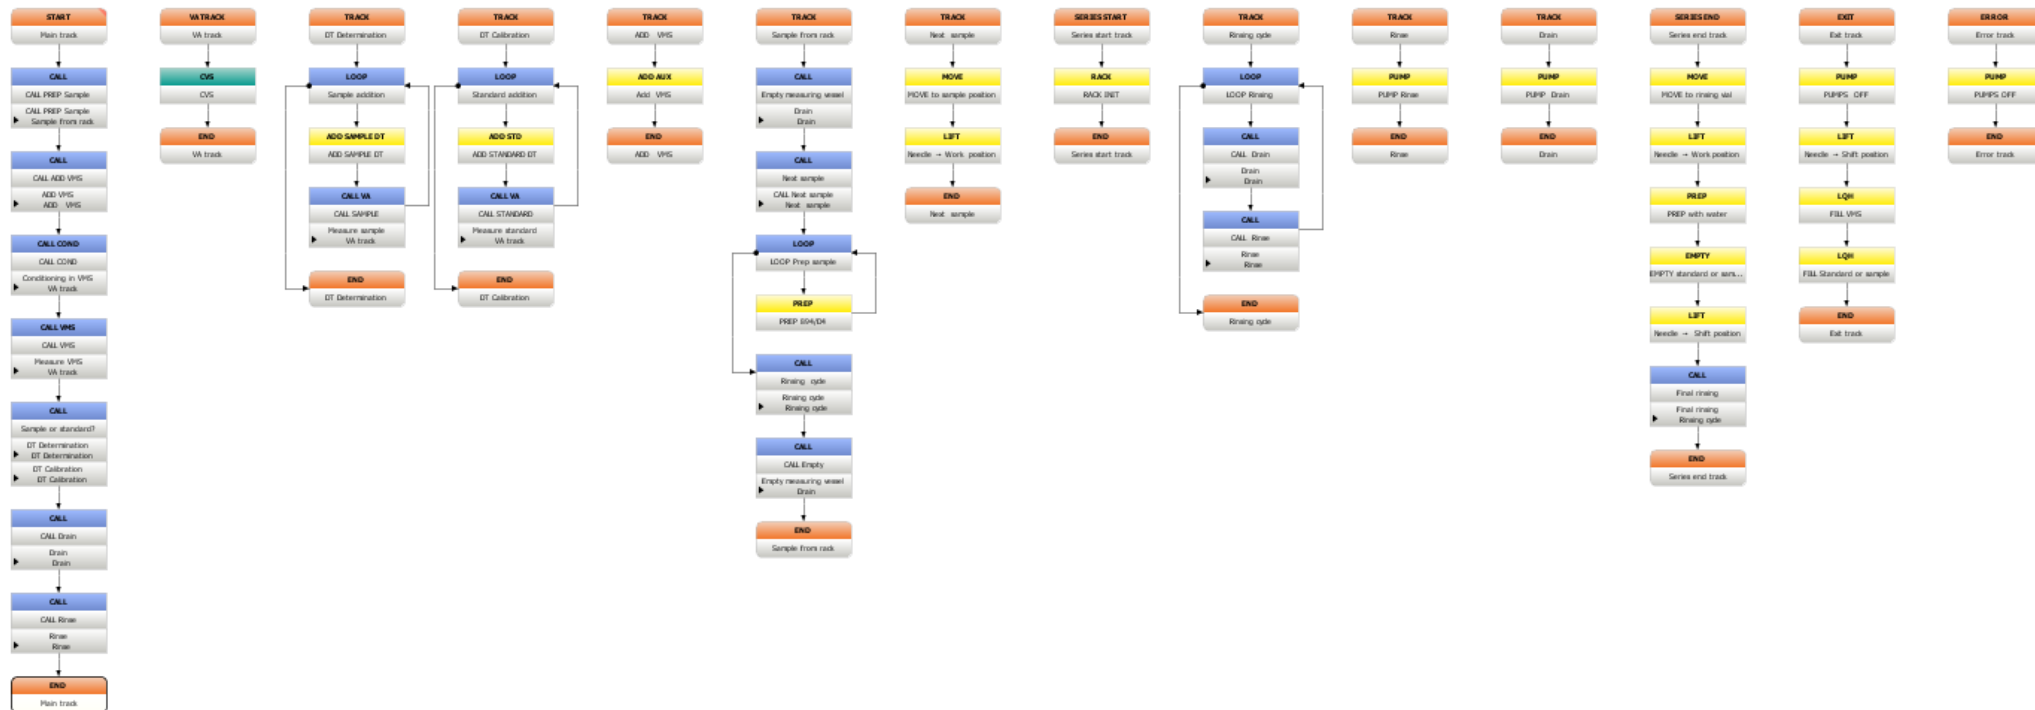 START
Main track
CALL
CALL PREP Sample
CALL PREP Sample
Sample from rack
CALL
CALL ADD VMS
ADD VMS
ADD VMS
CALL COND
CALL COND
Conditioning in VMS
VA track
CALL VMS
CALL VMS
Measure VMS
VA track
CALL
Sample or standard?
DT Determination
DT Determination
DT Calibration
DT Calibration
CALL
CALL Drain
Drain
Drain
CALL
CALL Rinse
Rinse
Rinse
END
Main track
VA TRACK
VA track
CVS
CVS
END
VA track
TRACK
DT Determination
LOOP
Sample addition
ADD SAMPLE DT
ADD SAMPLE DT
CALL VA
CALL SAMPLE
Measure sample
VA track
END
DT Determination
TRACK
DT Calibration
LOOP
Standard addition
ADD STD
ADD STANDARD DT
CALL VA
CALL STANDARD
Measure standard
VA track
END
DT Calibration
TRACK
ADD VMS
ADD AUX
Add VMS
END
ADD VMS
TRACK
Sample from rack
CALL
Empty measuring vessel
Drain
Drain
CALL
Next sample
CALL Next sample
Next sample
LOOP
LOOP Prep sample
PREP
PREP 894/04
CALL
Rinsing cycle
Rinsing cycle
Rinsing cycle
CALL
CALL Empty
Empty measuring vessel
Drain
END
Sample from rack
TRACK
Next sample
MOVE
MOVE to sample position
LIFT
Needle → Work position
END
Next sample
SERIES START
Series start track
RACK
RACK INIT
END
Series start track
TRACK
Rinsing cycle
LOOP
LOOP Rinsing
CALL
CALL Drain
Drain
Drain
CALL
CALL Rinse
Rinse
Rinse
END
Rinsing cycle
TRACK
Rinse
PUMP
PUMP Rinse
END
Rinse
TRACK
Drain
PUMP
PUMP Drain
END
Drain
SERIES END
Series end track
MOVE
MOVE to rinsing vial
LIFT
Needle → Work position
PREP
PREP with water
EMPTY
EMPTY standard or sam...
LIFT
Needle → Shift position
CALL
Final rinsing
Final rinsing
Rinsing cycle
END
Series end track
EXIT
Exit track
PUMP
PUMPS OFF
LIFT
Needle → Shift position
LQH
FILL VMS
LQH
FILL Standard or sample
END
Exit track
ERROR
Error track
PUMP
PUMPS OFF
END
Error track